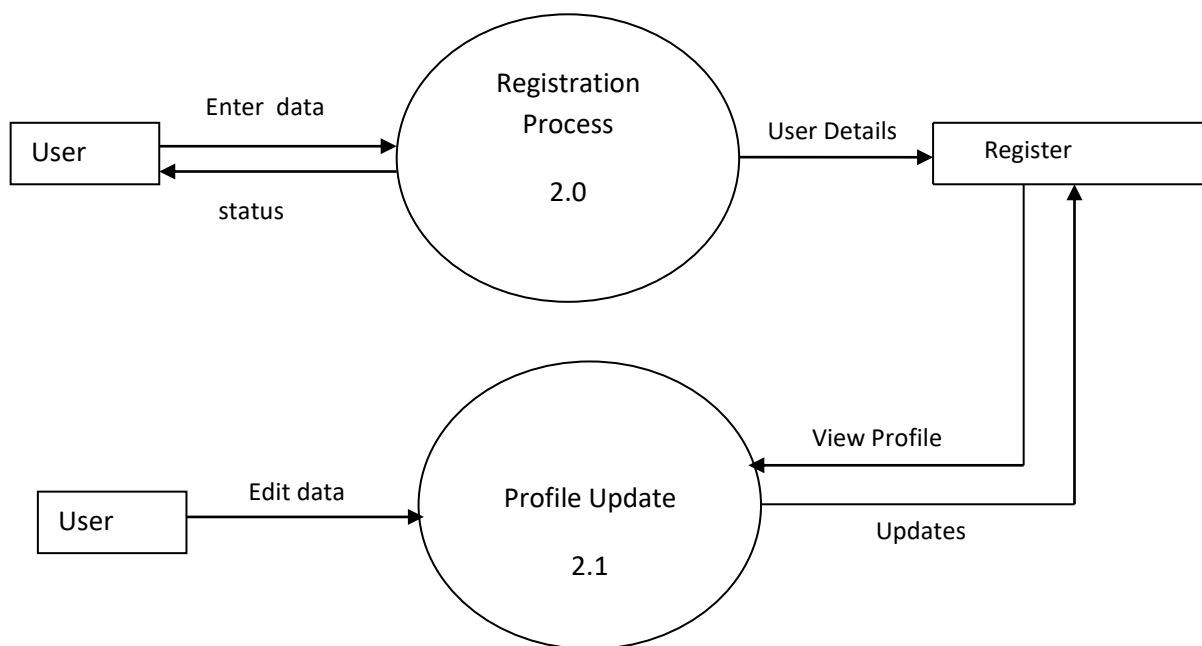 Registration
Process
2.0
Enter  data
User
status
User Details
Register
View Profile
Profile Update
2.1
Edit data
User
Updates